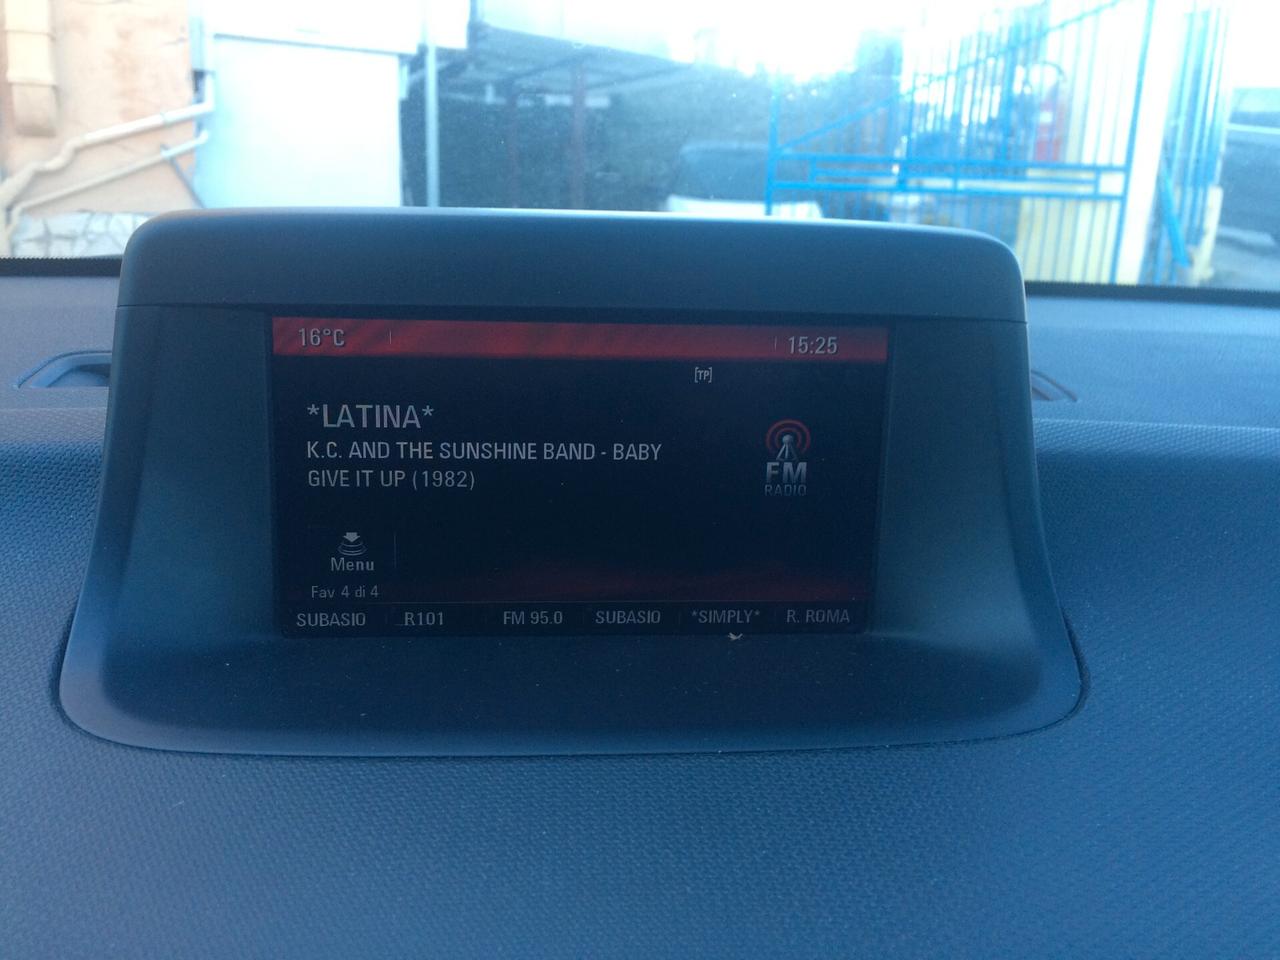 16°C 15:25
[TP]
*LATINA*
K.C. AND THE SUNSHINE BAND - BABY
GIVE IT UP (1982)
FM
RADIO
Menu
Fav 4 di 4
SUBASIO _R101 FM 95.0 SUBASIO *SIMPLY* R. ROMA